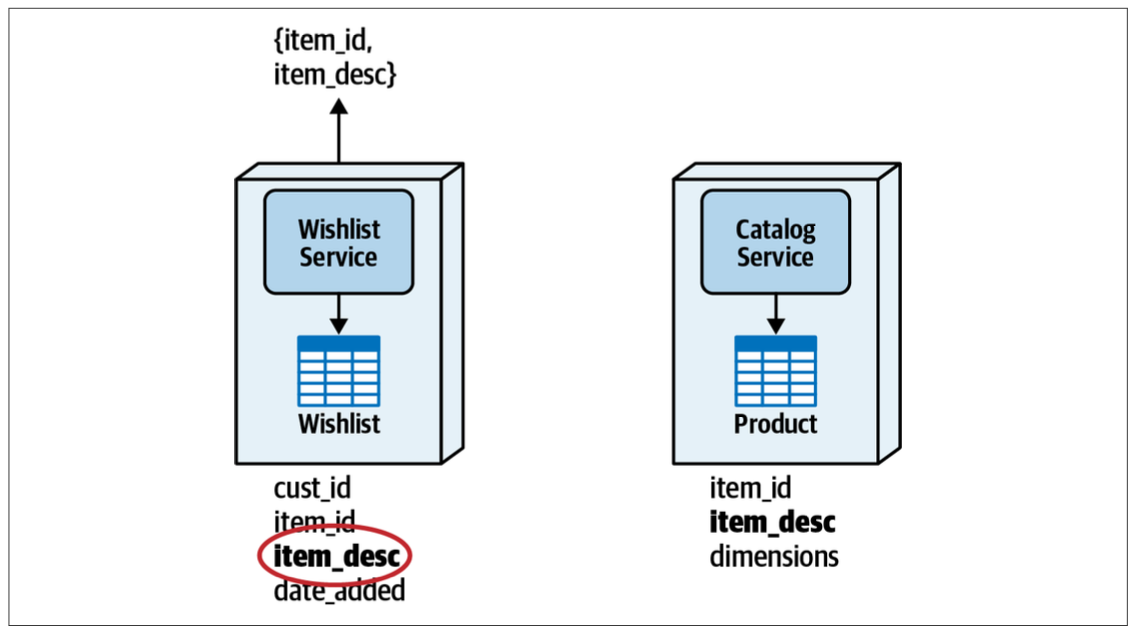 {item_id,
item_desc}
Wishlist
Service
Wishlist
cust_id
item_id
item_desc
date_added
Catalog
Service
Product
item_id
item_desc
dimensions